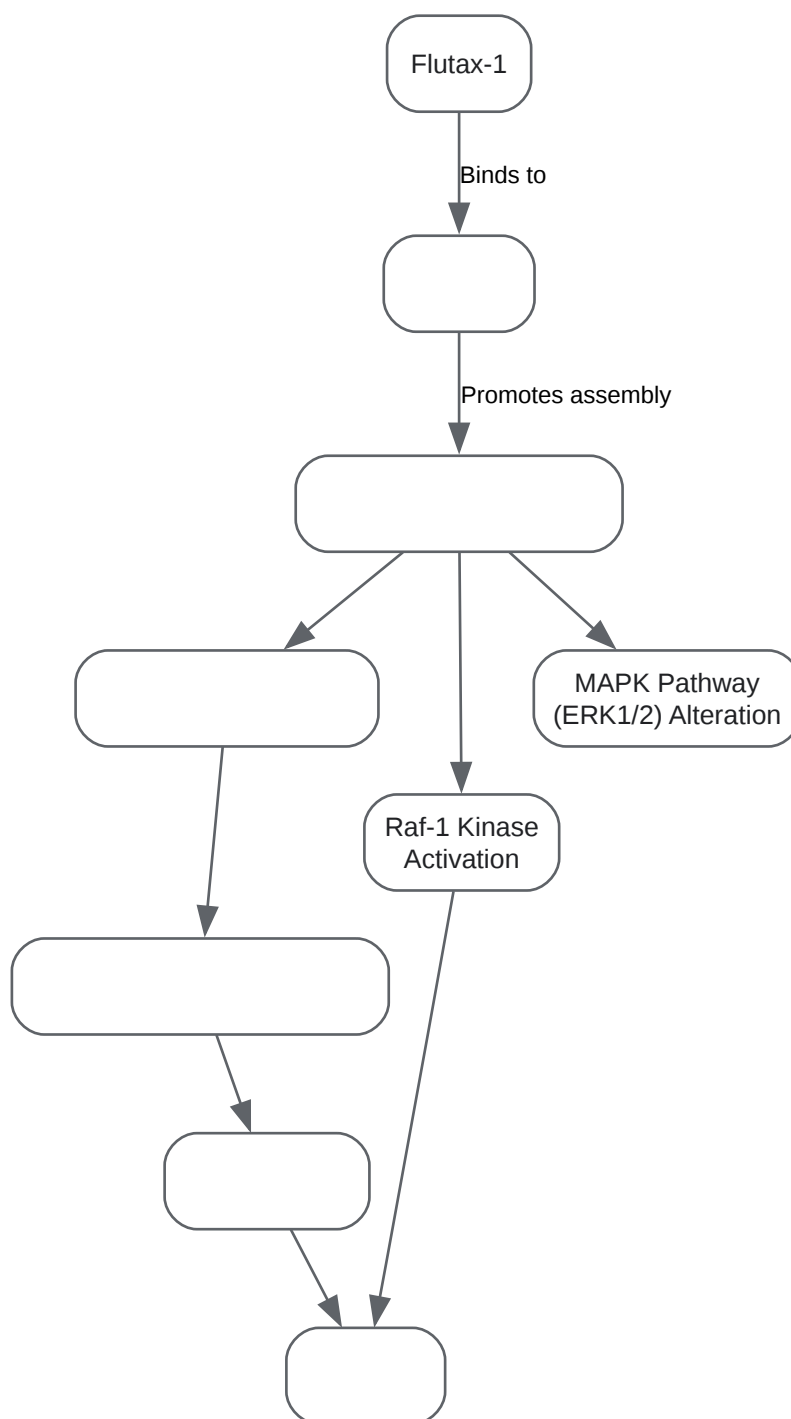 Flutax-1
Binds to
Promotes assembly
MAPK Pathway
(ERK1/2) Alteration
Raf-1 Kinase
Activation